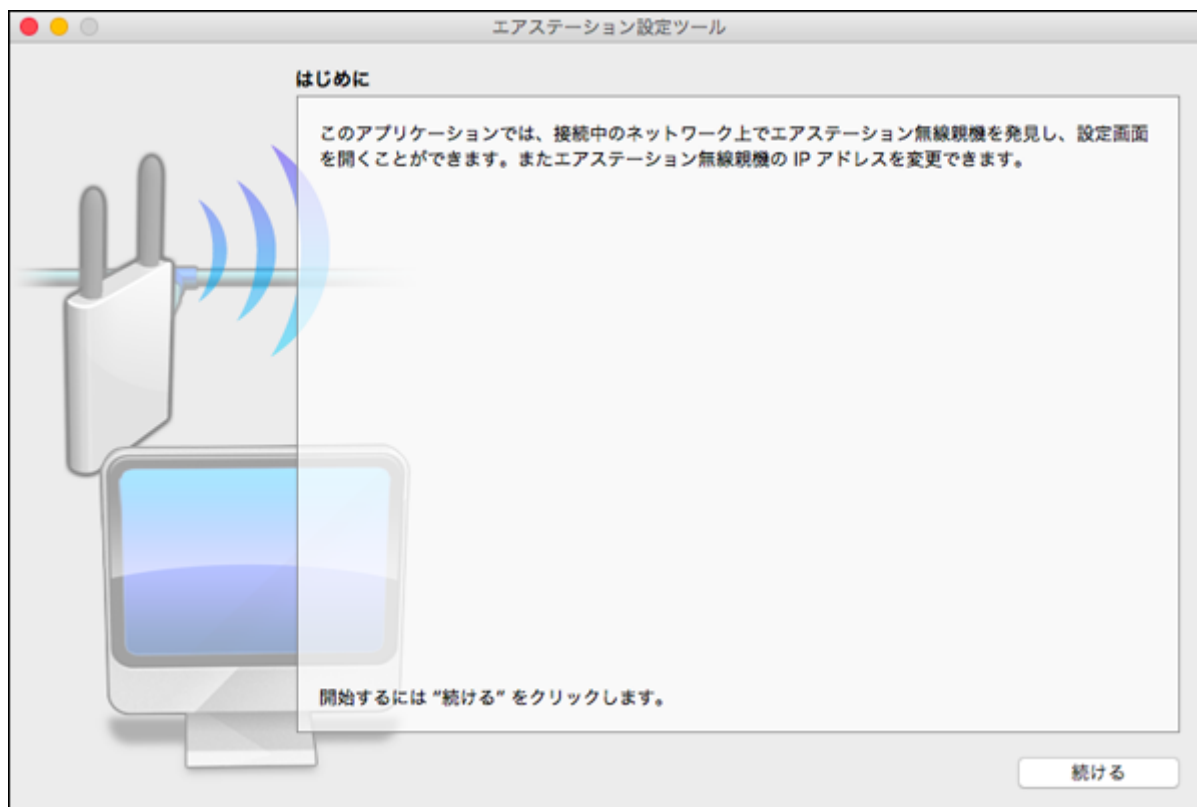 エアステーション設定ツール
はじめに
このアプリケーションでは、接続中のネットワーク上でエアステーション無線親機を発見し、設定画面
を開くことができます。またエアステーション無線親機の IP アドレスを変更できます。
開始するには “続ける” をクリックします。
続ける